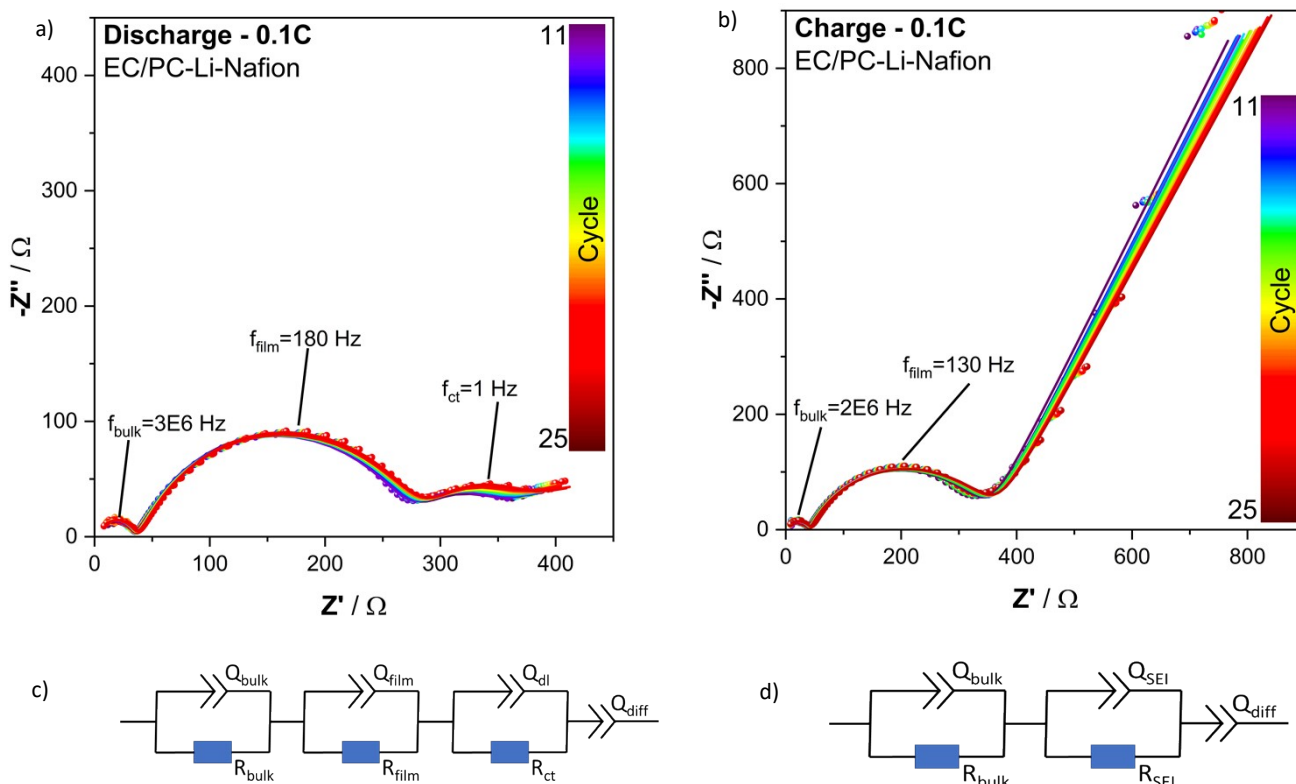 a)
Discharge - 0.1C
EC/PC-Li-Nafion
-Z'' / Ω
400
300
200
100
0
0
100
200
300
400
Z' / Ω
f_bulk=3E6 Hz
f_film=180 Hz
f_ct=1 Hz
11
Cycle
25
b)
Charge - 0.1C
EC/PC-Li-Nafion
-Z'' / Ω
800
600
400
200
0
0
200
400
600
800
Z' / Ω
f_bulk=2E6 Hz
f_film=130 Hz
11
Cycle
25
c)
Q_bulk
Q_film
Q_dl
Q_diff
R_bulk
R_film
R_ct
d)
Q_bulk
Q_SEI
Q_diff
R_bulk
R_SEI